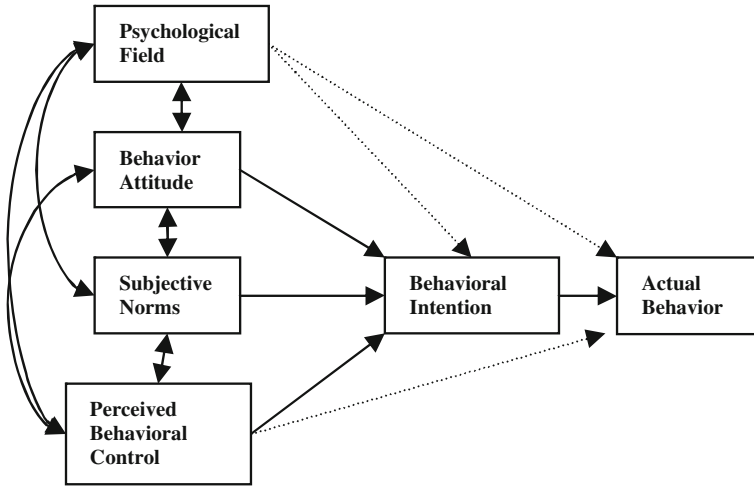 Psychological
Field
Behavior
Attitude
Subjective
Norms
Behavioral
Intention
Actual
Behavior
Perceived
Behavioral
Control